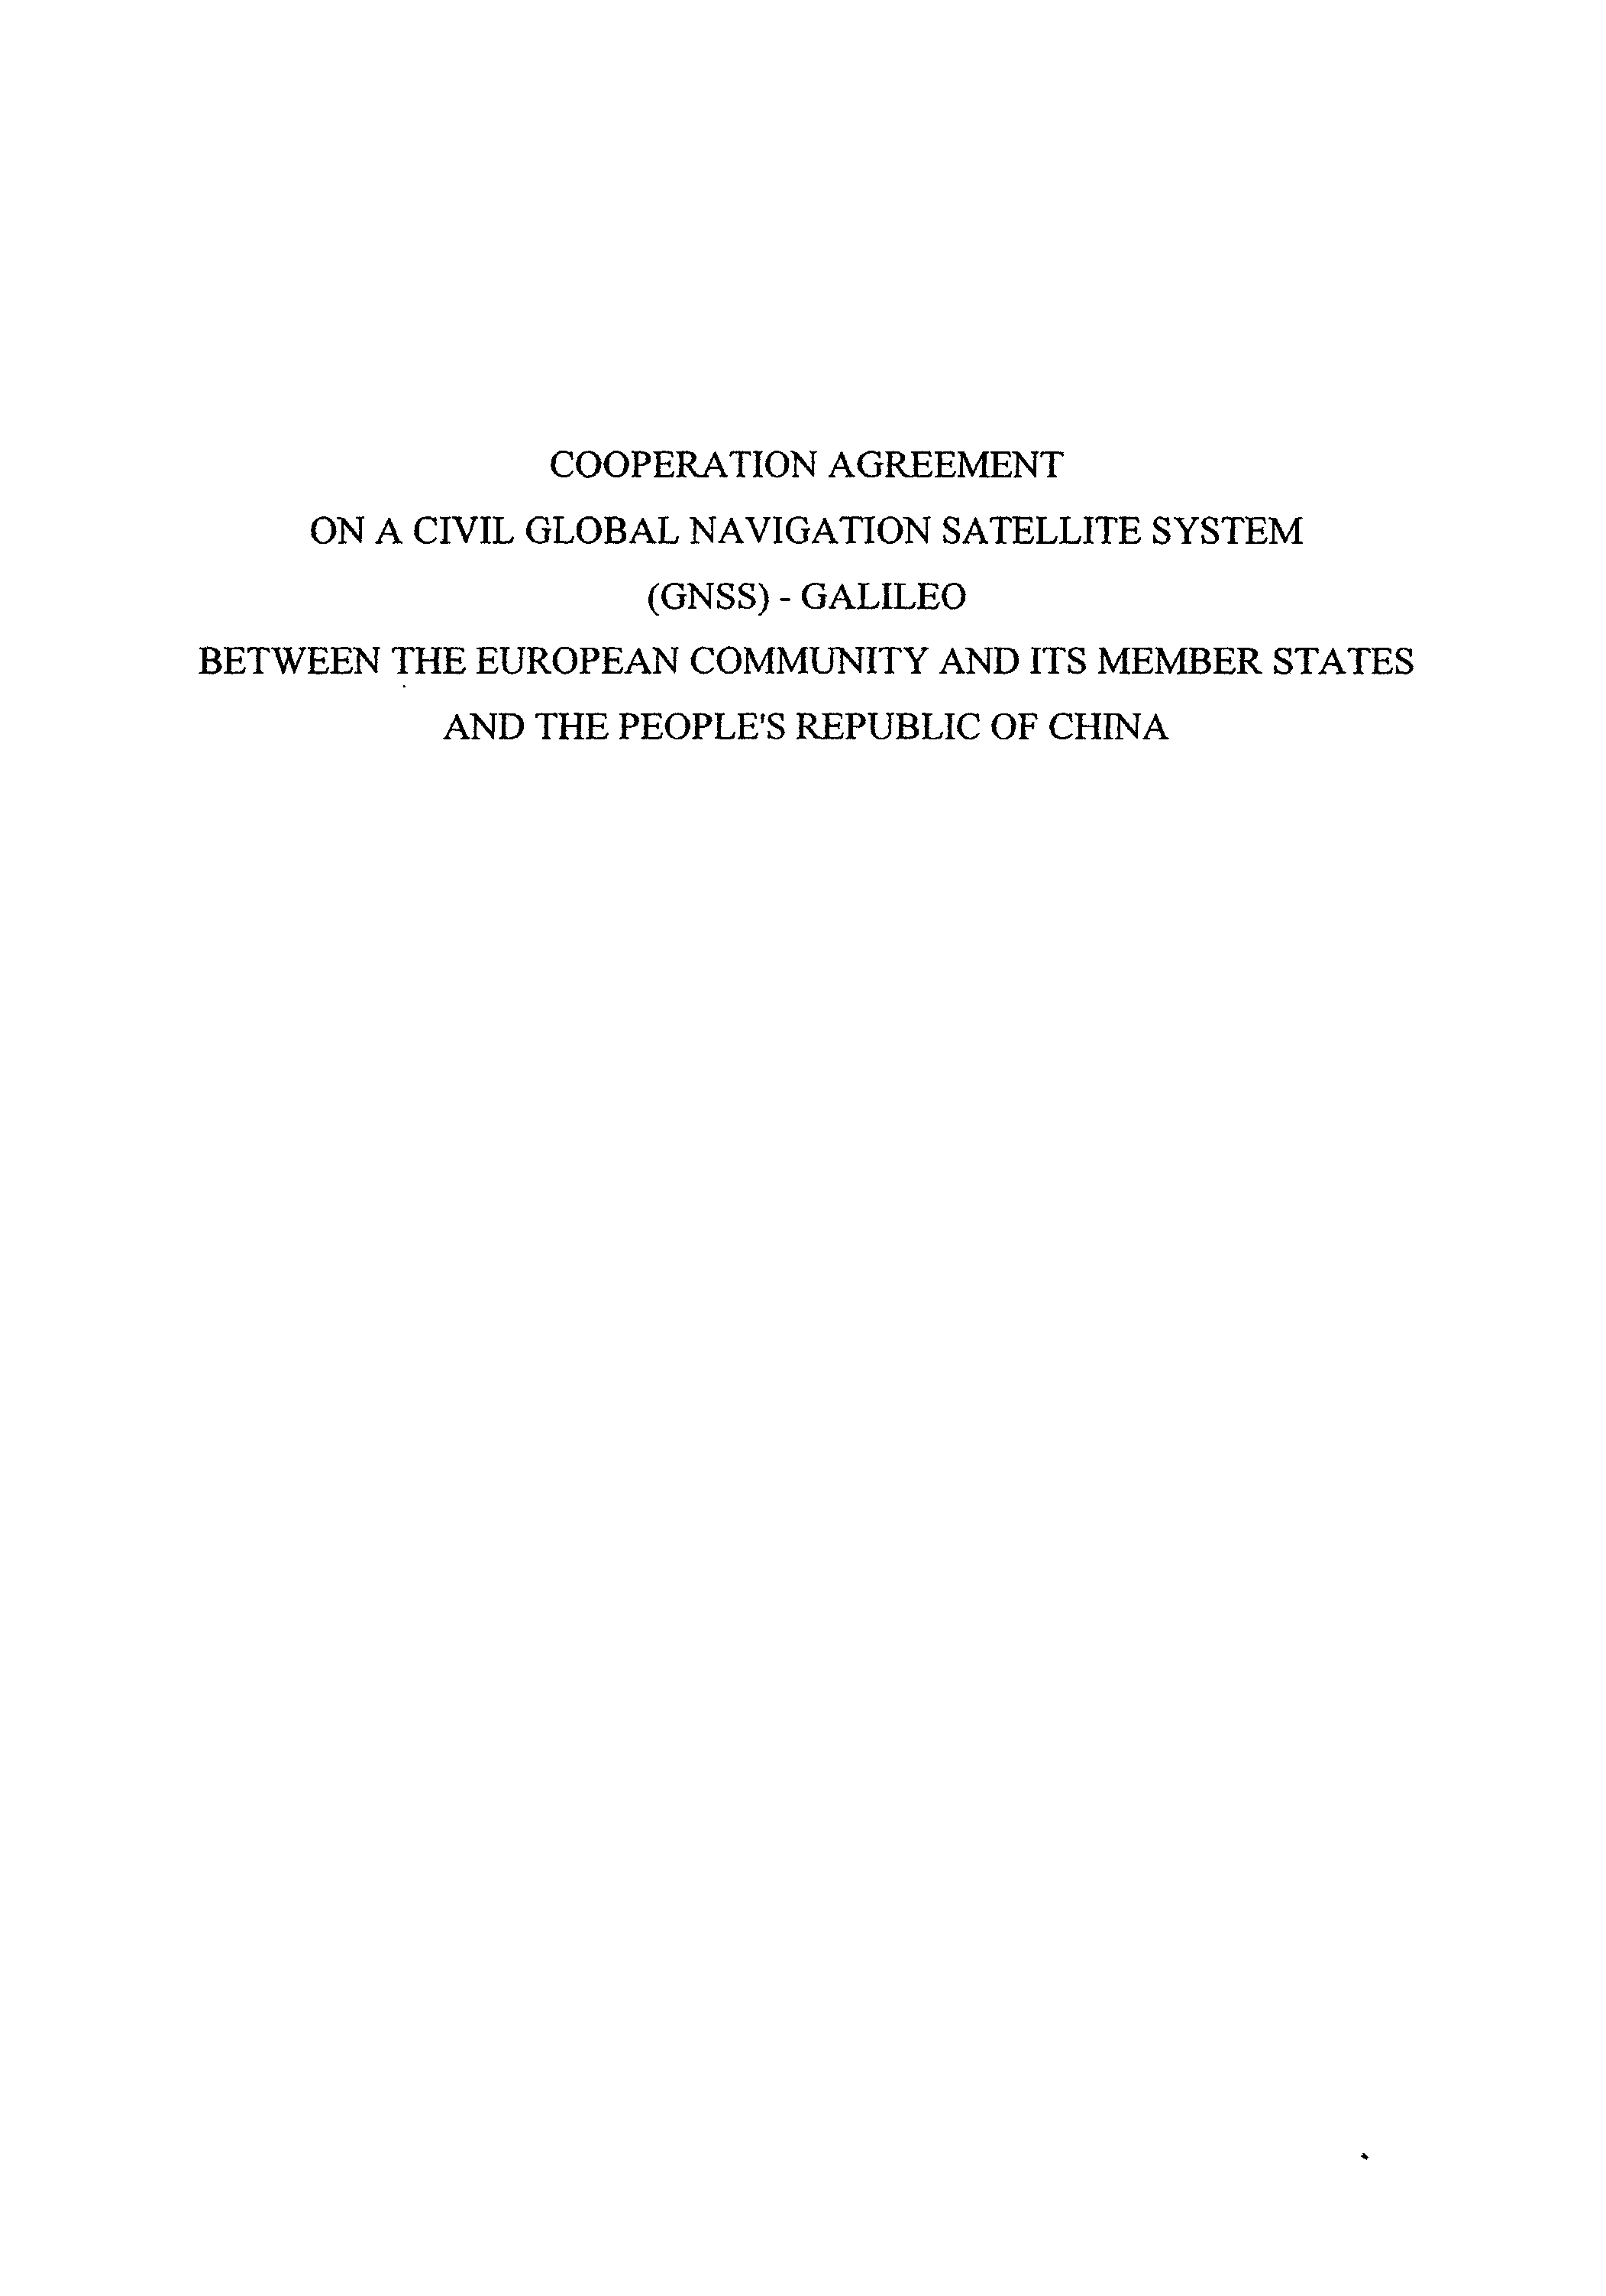 COOPERATION AGREEMENT
ON A CIVIL GLOBAL NAVIGATION SATELLITE SYSTEM
(GNSS) - GALILEO
BETWEEN THE EUROPEAN COMMUNITY AND ITS MEMBER STATES
AND THE PEOPLE'S REPUBLIC OF CHINA